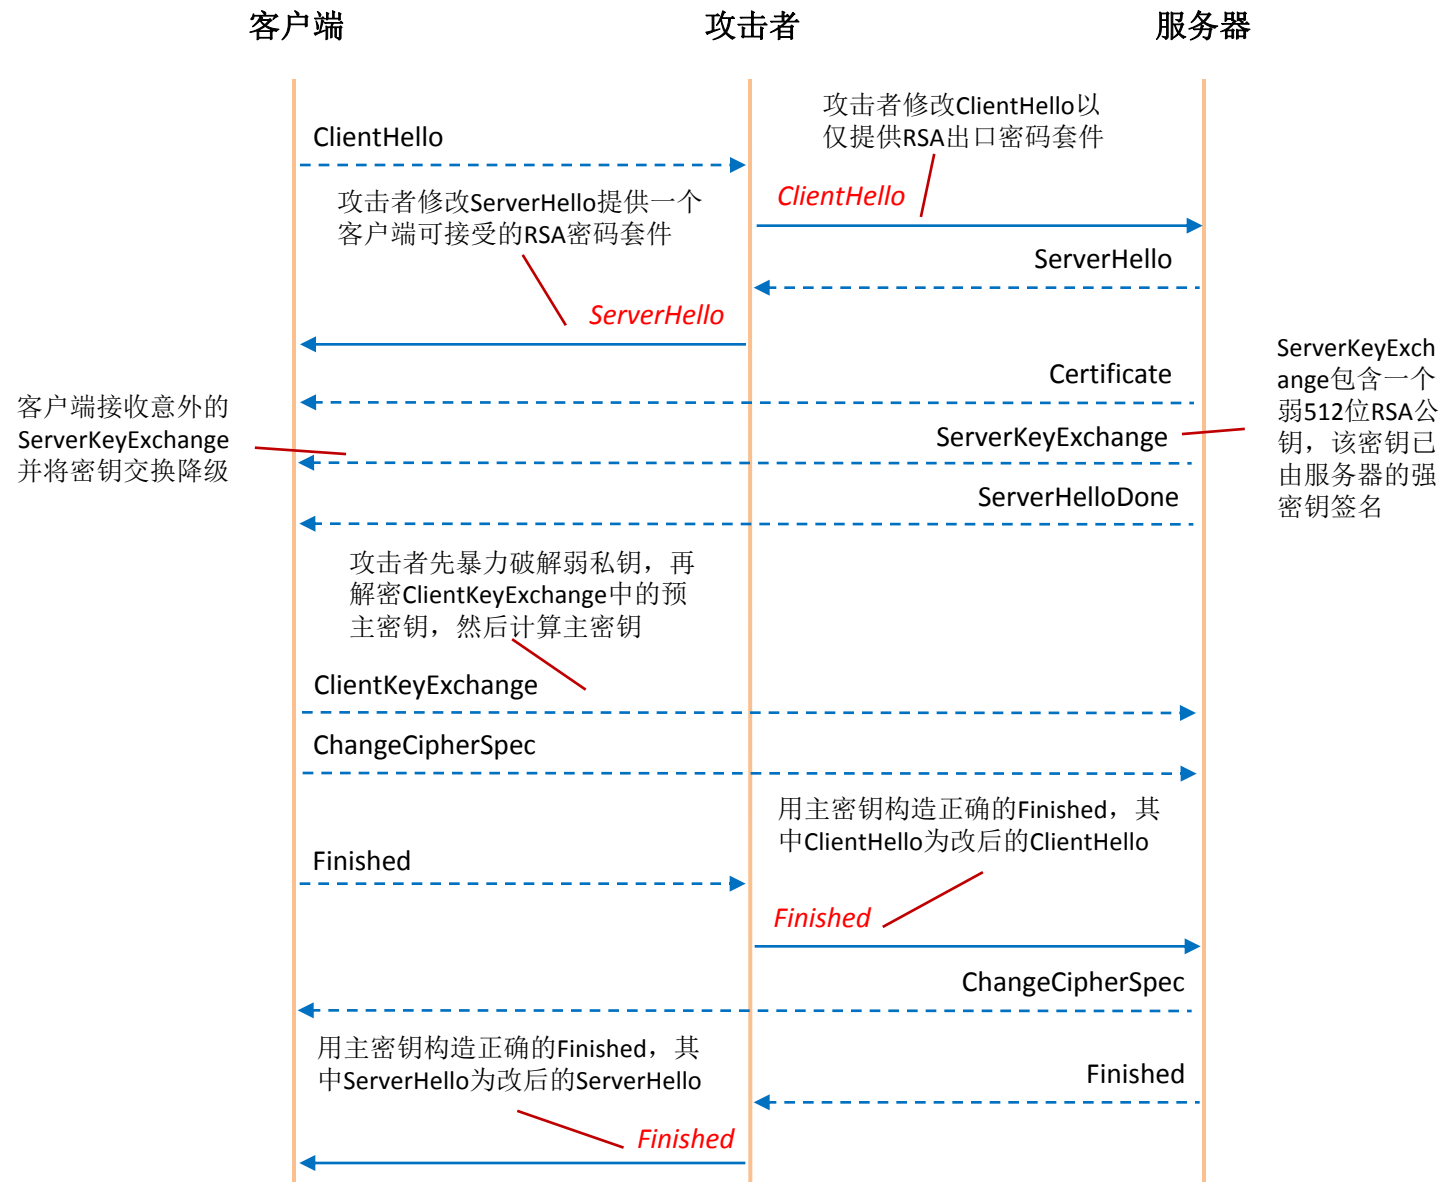 客户端
攻击者
服务器
攻击者修改ClientHello以
仅提供RSA出口密码套件
ClientHello
ClientHello
攻击者修改ServerHello提供一个
客户端可接受的RSA密码套件
ServerHello
ServerHello
Certificate
ServerKeyExch
ange包含一个
弱512位RSA公
钥，该密钥已
由服务器的强
密钥签名
客户端接收意外的
ServerKeyExchange
并将密钥交换降级
ServerKeyExchange
ServerHelloDone
攻击者先暴力破解弱私钥，再
解密ClientKeyExchange中的预
主密钥，然后计算主密钥
ClientKeyExchange
ChangeCipherSpec
用主密钥构造正确的Finished，其
中ClientHello为改后的ClientHello
Finished
Finished
ChangeCipherSpec
用主密钥构造正确的Finished，其
中ServerHello为改后的ServerHello
Finished
Finished